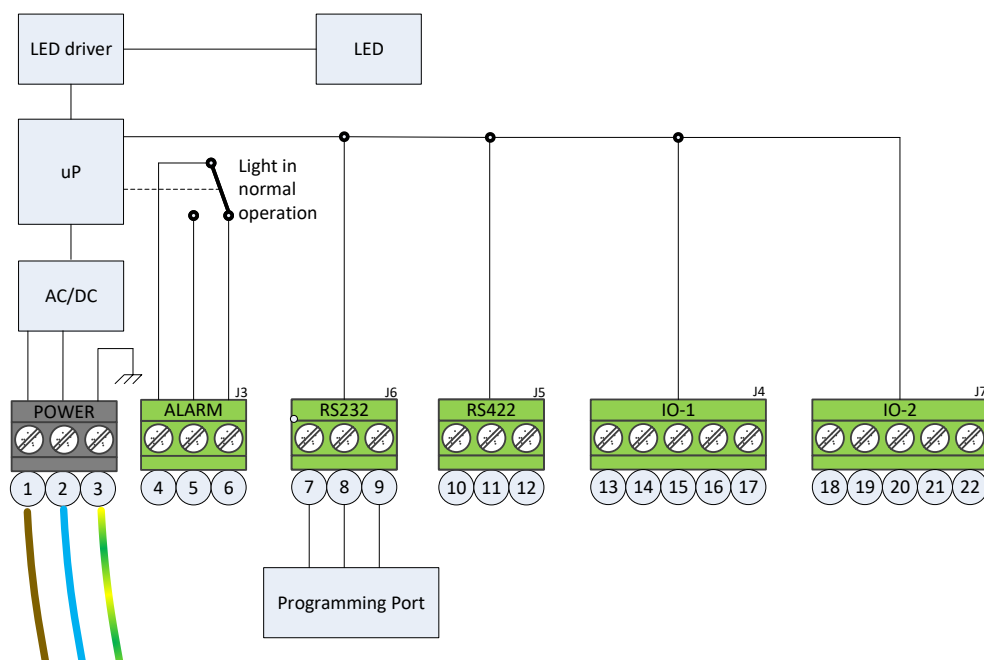 LED driver
LED
uP
Light in
normal
operation
AC/DC
J3
J6
J5
J4
J7
POWER
ALARM
RS232
RS422
IO-1
IO-2
1 2 3 4 5 6 7 8 9 10 11 12 13 14 15 16 17 18 19 20 21 22
Programming Port